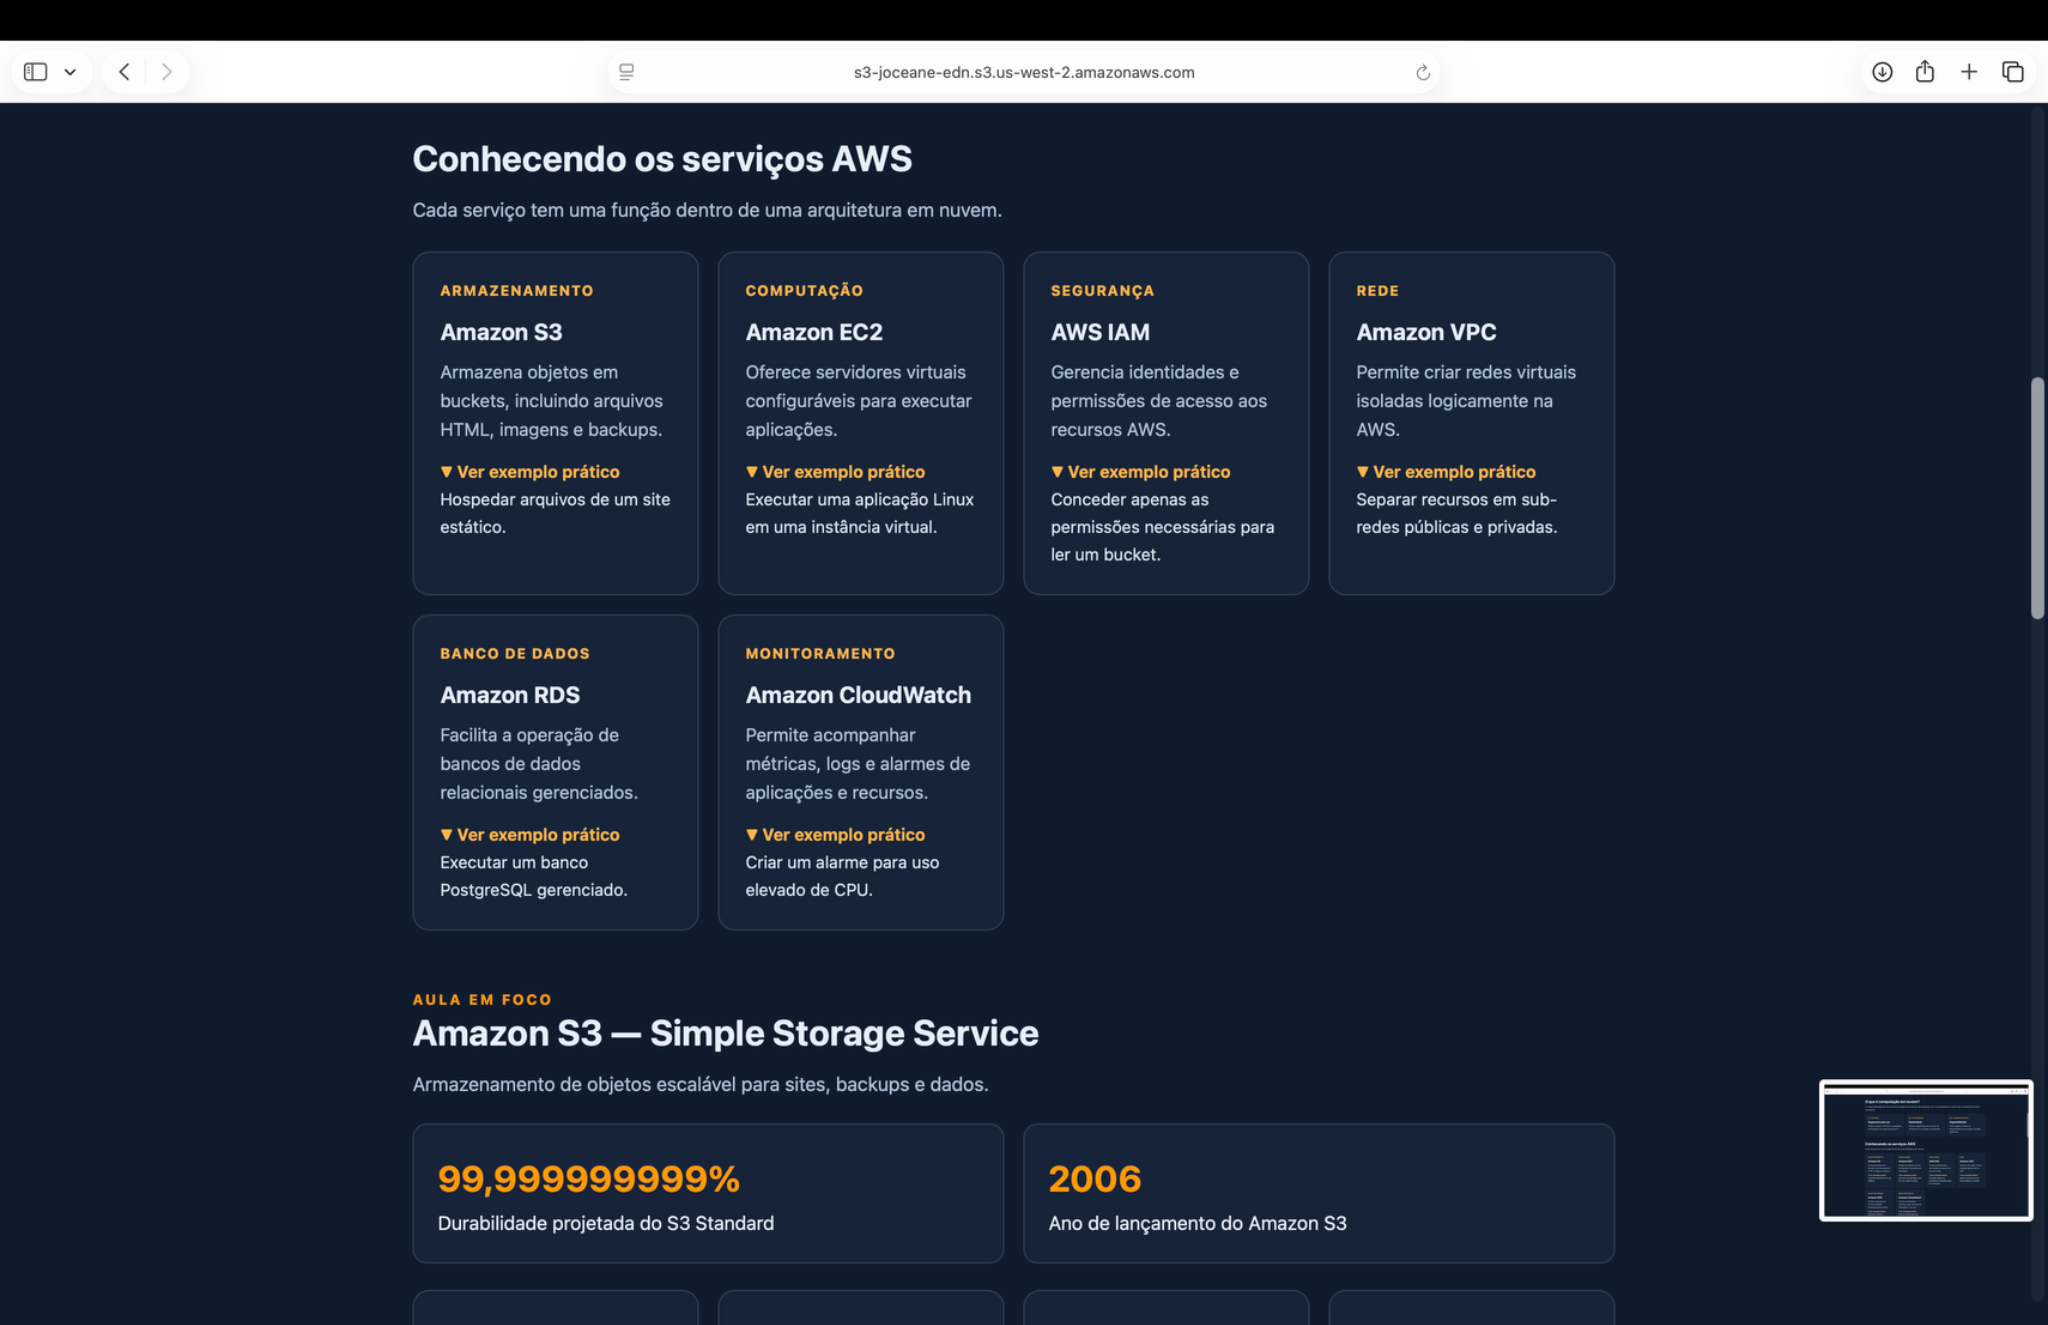 s3-joceane-edn.s3.us-west-2.amazonaws.com
Conhecendo os serviços AWS
Cada serviço tem uma função dentro de uma arquitetura em nuvem.
ARMAZENAMENTO
Amazon S3
Armazena objetos em
buckets, incluindo arquivos
HTML, imagens e backups.
▼ Ver exemplo prático
Hospedar arquivos de um site
estático.
COMPUTAÇÃO
Amazon EC2
Oferece servidores virtuais
configuráveis para executar
aplicações.
▼ Ver exemplo prático
Executar uma aplicação Linux
em uma instância virtual.
SEGURANÇA
AWS IAM
Gerencia identidades e
permissões de acesso aos
recursos AWS.
▼ Ver exemplo prático
Conceder apenas as
permissões necessárias para
ler um bucket.
REDE
Amazon VPC
Permite criar redes virtuais
isoladas logicamente na
AWS.
▼ Ver exemplo prático
Separar recursos em sub-
redes públicas e privadas.
BANCO DE DADOS
Amazon RDS
Facilita a operação de
bancos de dados
relacionais gerenciados.
▼ Ver exemplo prático
Executar um banco
PostgreSQL gerenciado.
MONITORAMENTO
Amazon CloudWatch
Permite acompanhar
métricas, logs e alarmes de
aplicações e recursos.
▼ Ver exemplo prático
Criar um alarme para uso
elevado de CPU.
AULA EM FOCO
Amazon S3 — Simple Storage Service
Armazenamento de objetos escalável para sites, backups e dados.
99,999999999%
Durabilidade projetada do S3 Standard
2006
Ano de lançamento do Amazon S3